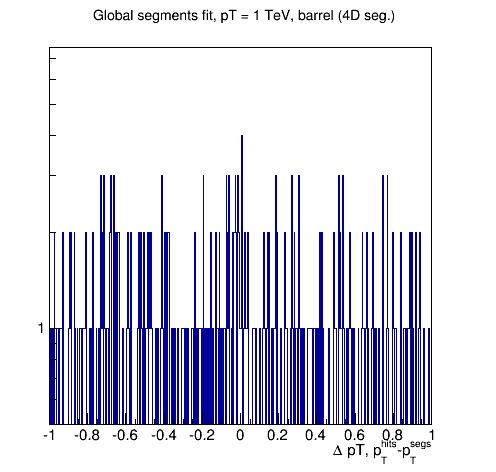 Global segments fit, pT = 1 TeV, barrel (4D seg.)
1
-1 -0.8 -0.6 -0.4 -0.2 0 0.2 0.4 0.6 0.8 1
Δ pT, p_T^hits-p_T^segs